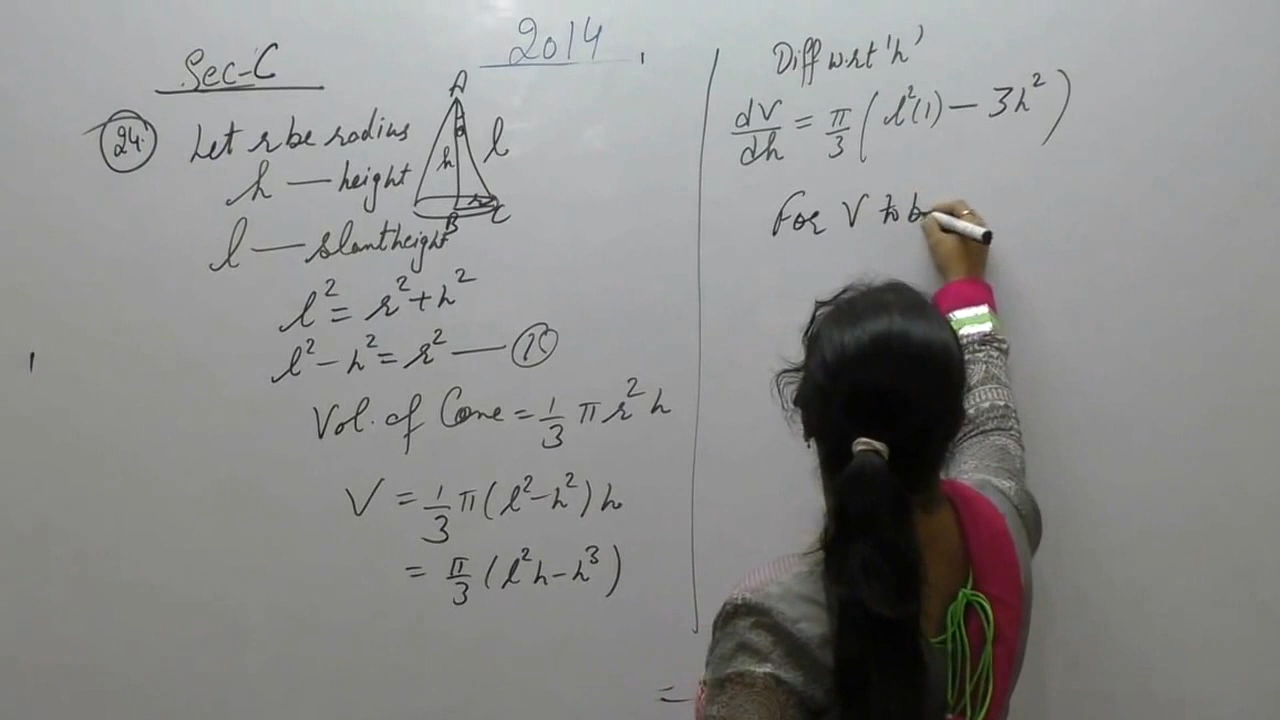 2014
Sec-C
24.
Let r be radius
h — height
l — slant height
A
h
l
r
B
C
l² = r² + h²
l² - h² = r² — (i)
Vol. of Cone = 1/3 π r² h
V = 1/3 π (l² - h²) h
= π/3 (l²h - h³)
Diff w.r.t 'h'
dV/dh = π/3 (l²(1) - 3h²)
For V to b
=